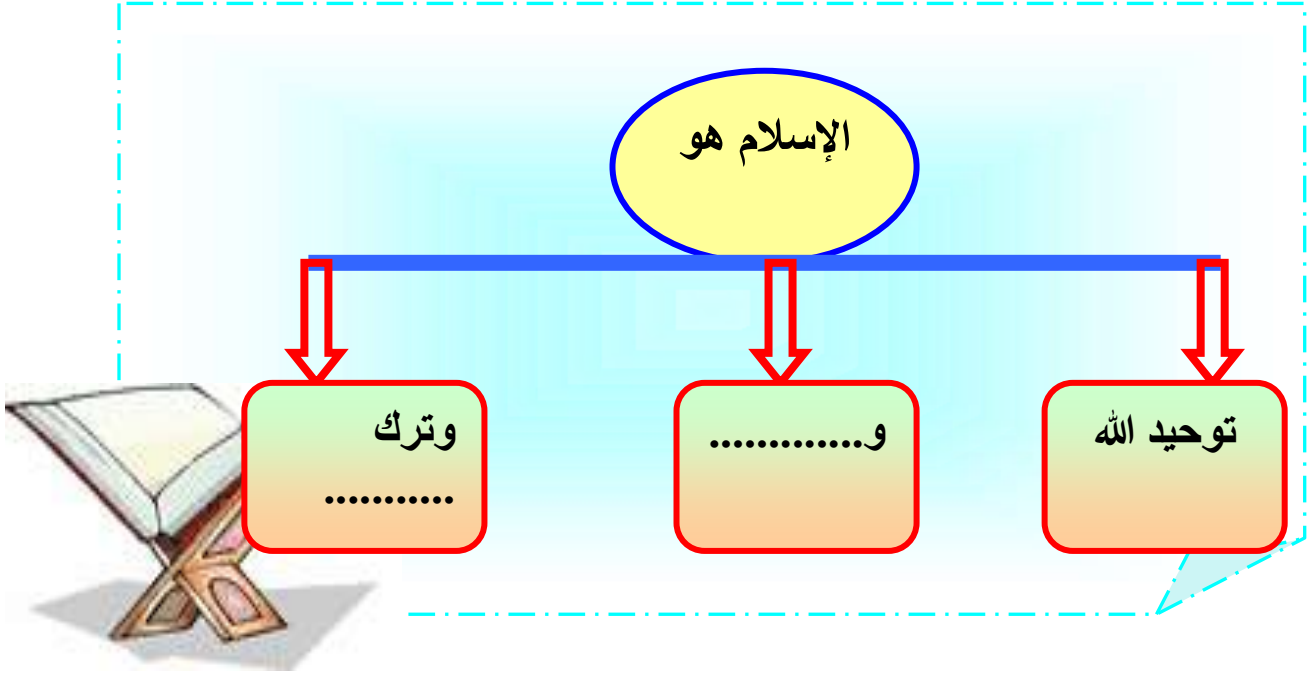 الإسلام هو
توحيد الله
و.............
وترك
...........